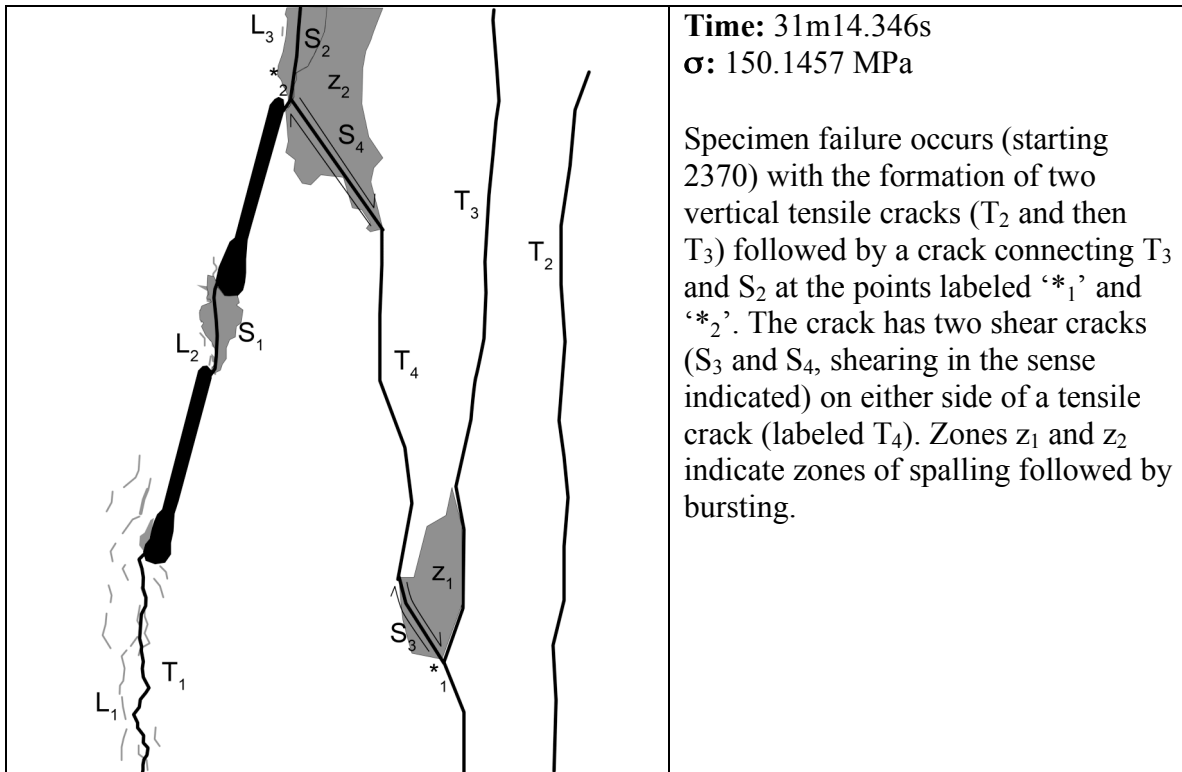 L₃
S₂
*₂
z₂
S₄
T₃
T₂
S₁
L₂
T₄
z₁
S₃
*₁
T₁
L₁
Time: 31m14.346s
σ: 150.1457 MPa
Specimen failure occurs (starting
2370) with the formation of two
vertical tensile cracks (T₂ and then
T₃) followed by a crack connecting T₃
and S₂ at the points labeled ‘*₁’ and
‘*₂’. The crack has two shear cracks
(S₃ and S₄, shearing in the sense
indicated) on either side of a tensile
crack (labeled T₄). Zones z₁ and z₂
indicate zones of spalling followed by
bursting.